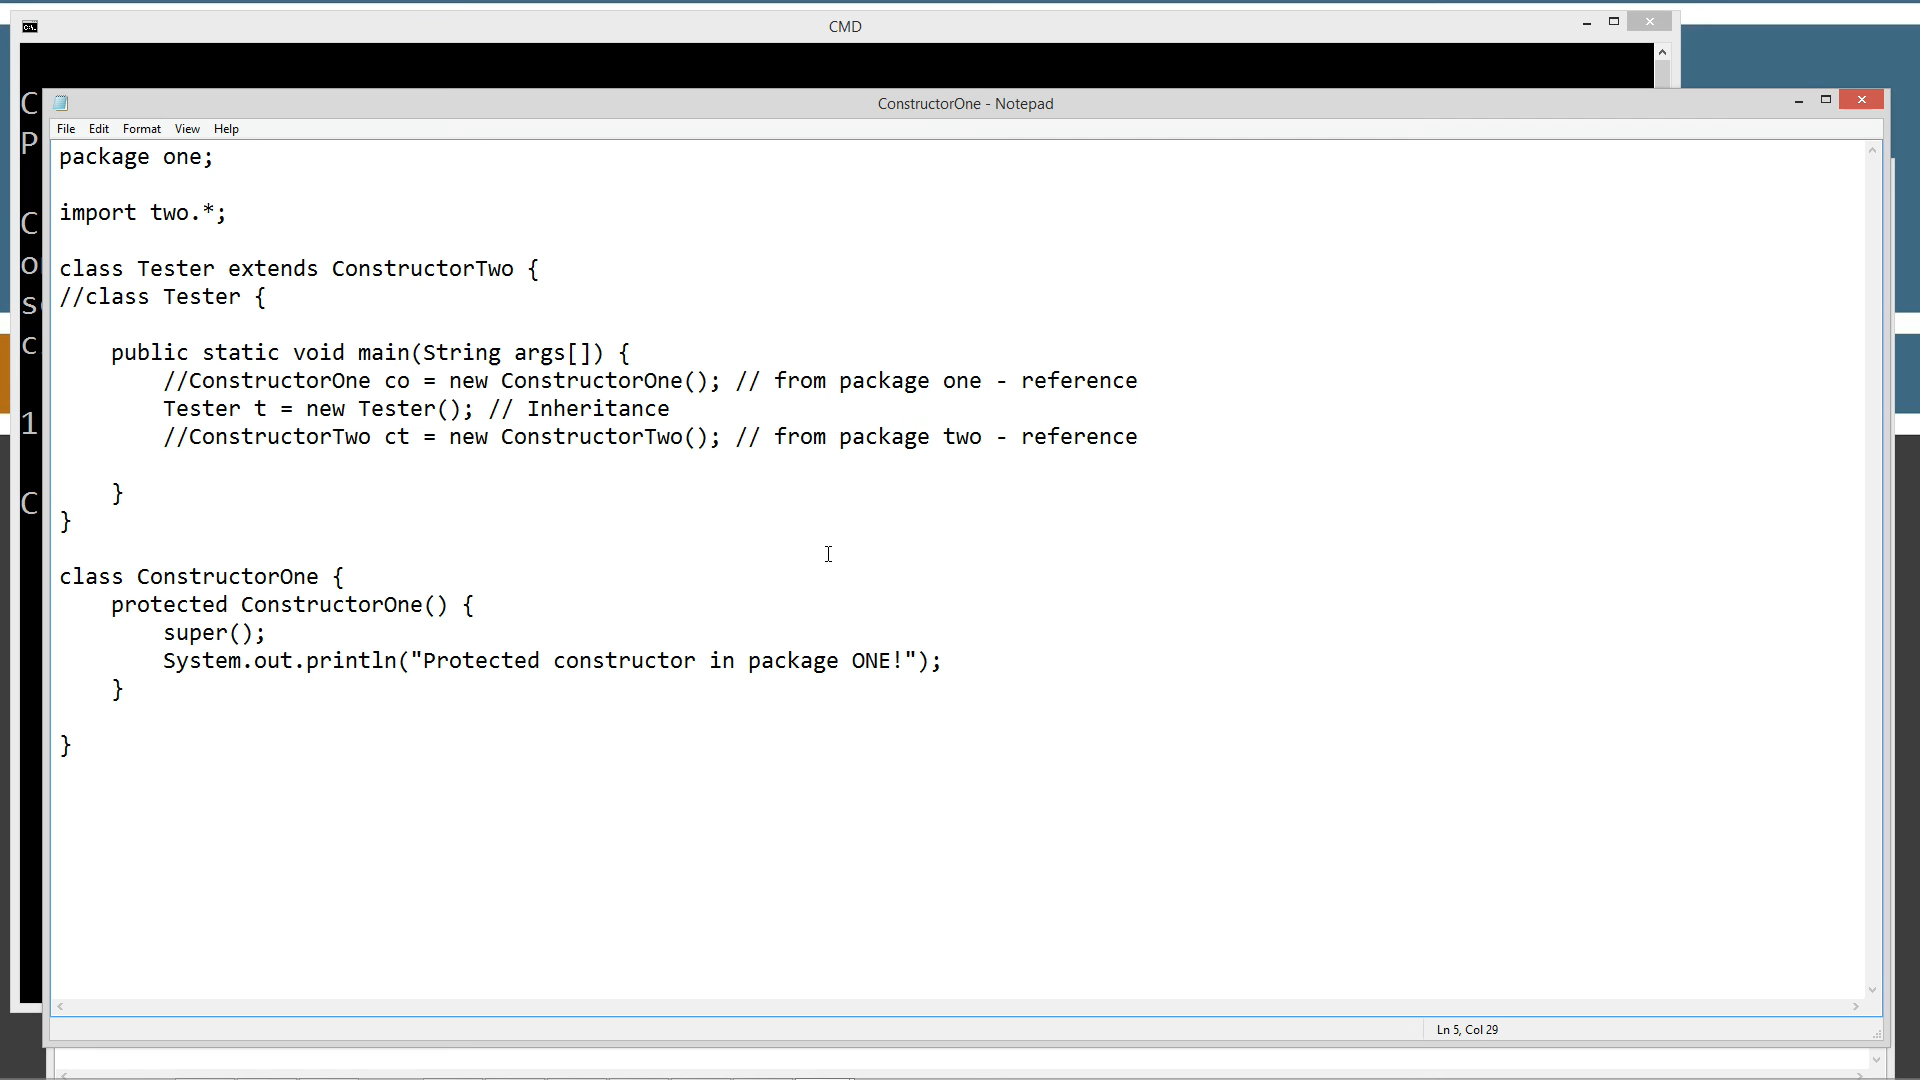 CMD
C
P
C
o
s
c
1
C
ConstructorOne - Notepad
File Edit Format View Help
package one;
import two.*;
class Tester extends ConstructorTwo {
//class Tester {
public static void main(String args[]) {
//ConstructorOne co = new ConstructorOne(); // from package one - reference
Tester t = new Tester(); // Inheritance
//ConstructorTwo ct = new ConstructorTwo(); // from package two - reference
}
}
class ConstructorOne {
protected ConstructorOne() {
super();
System.out.println("Protected constructor in package ONE!");
}
}
Ln 5, Col 29